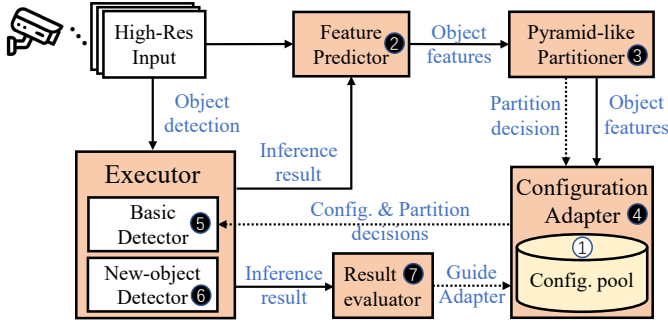 High-Res
Input
Feature
Predictor
2
Object
features
Pyramid-like
Partitioner
3
Object
detection
Inference
result
Partition
decision
Object
features
Executor
Basic
Detector
5
New-object
Detector
6
Config. & Partition
decisions
Configuration
Adapter
4
1
Config. pool
Inference
result
Result
evaluator
7
Guide
Adapter